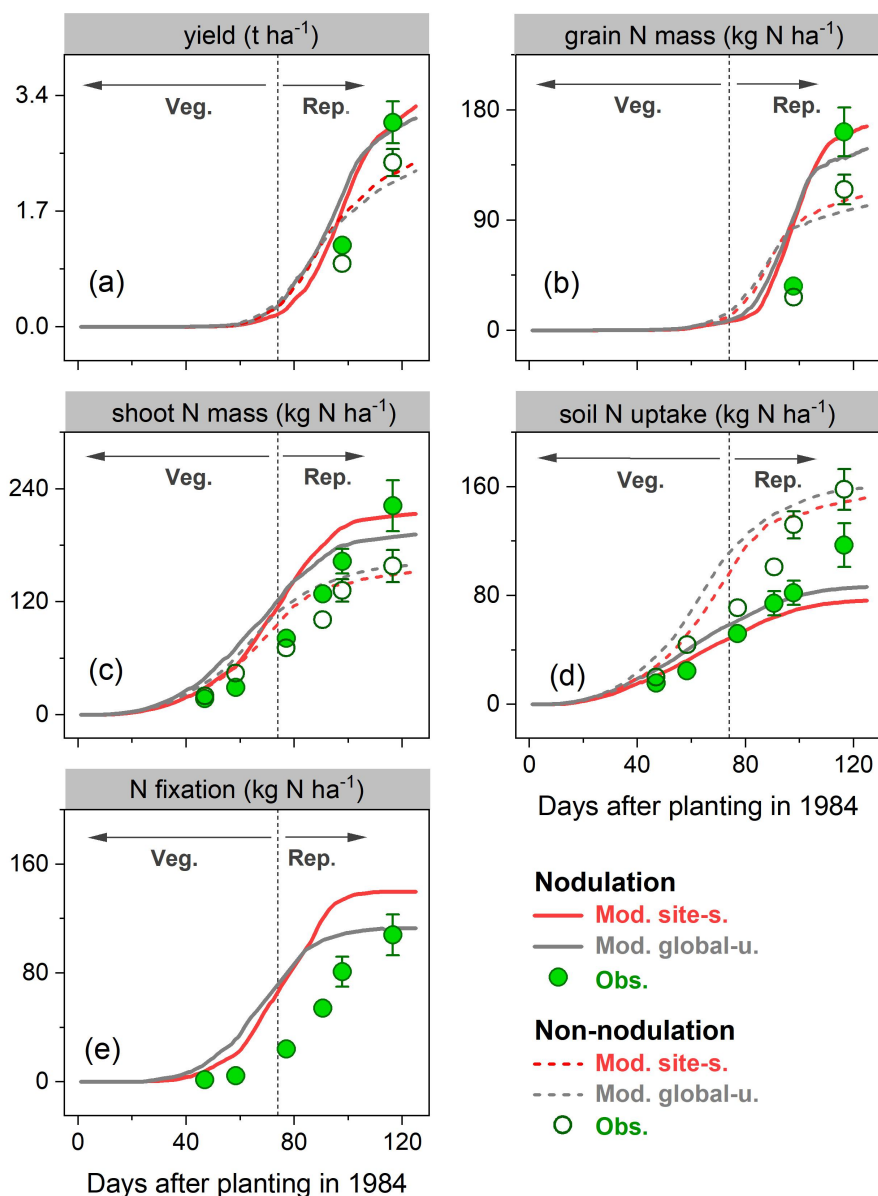 yield (t ha⁻¹)
Veg.
Rep.
3.4
1.7
0.0
(a)
grain N mass (kg N ha⁻¹)
Veg.
Rep.
180
90
0
(b)
shoot N mass (kg N ha⁻¹)
Veg.
Rep.
240
120
0
(c)
soil N uptake (kg N ha⁻¹)
Veg.
Rep.
160
80
0
(d)
0 40 80 120
Days after planting in 1984
N fixation (kg N ha⁻¹)
Veg.
Rep.
160
80
0
(e)
0 40 80 120
Days after planting in 1984
Nodulation
Mod. site-s.
Mod. global-u.
Obs.
Non-nodulation
Mod. site-s.
Mod. global-u.
Obs.